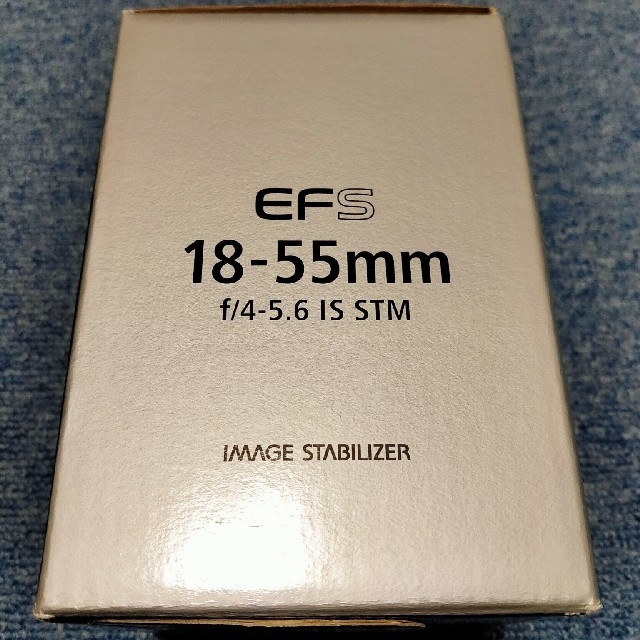 EFS
18-55mm
f/4-5.6 IS STM
IMAGE STABILIZER